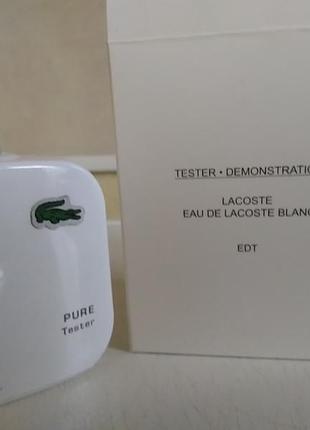 PURE
Tester
TESTER • DEMONSTRATIO
LACOSTE
EAU DE LACOSTE BLANC
EDT